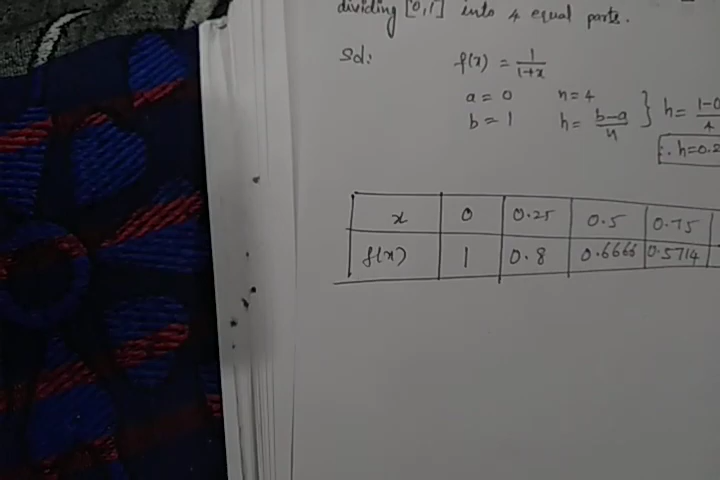 dividing [0,1] into 4 equal parts.
Sol: f(x) = 1/1+x
a = 0 n = 4
b = 1 h = b-a/n } h = 1-0/4
∴ h=0.2
x 0 0.25 0.5 0.75
f(x) 1 0.8 0.6666 0.5714